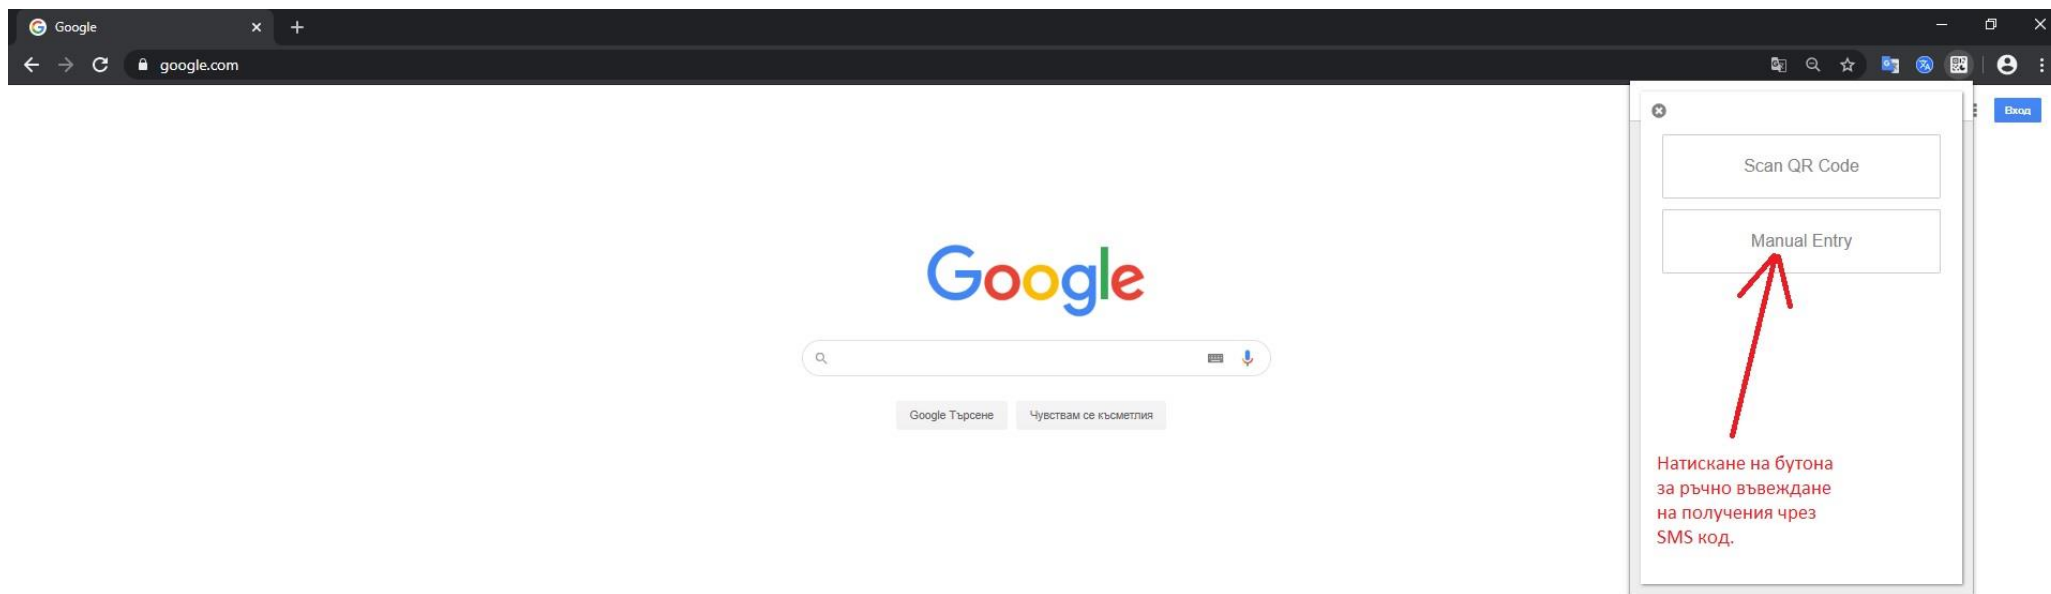 Google
google.com
Вход
Scan QR Code
Manual Entry
Google
Google Търсене
Чувствам се късметлия
Натискане на бутона
за ръчно въвеждане
на получения чрез
SMS код.